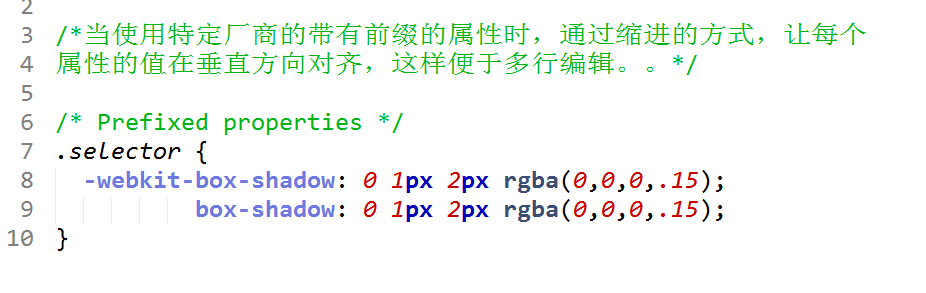 2
3 /*当使用特定厂商的带有前缀的属性时，通过缩进的方式，让每个
4 属性的值在垂直方向对齐，这样便于多行编辑。。*/
5
6 /* Prefixed properties */
7 .selector {
8   -webkit-box-shadow: 0 1px 2px rgba(0,0,0,.15);
9           box-shadow: 0 1px 2px rgba(0,0,0,.15);
10 }